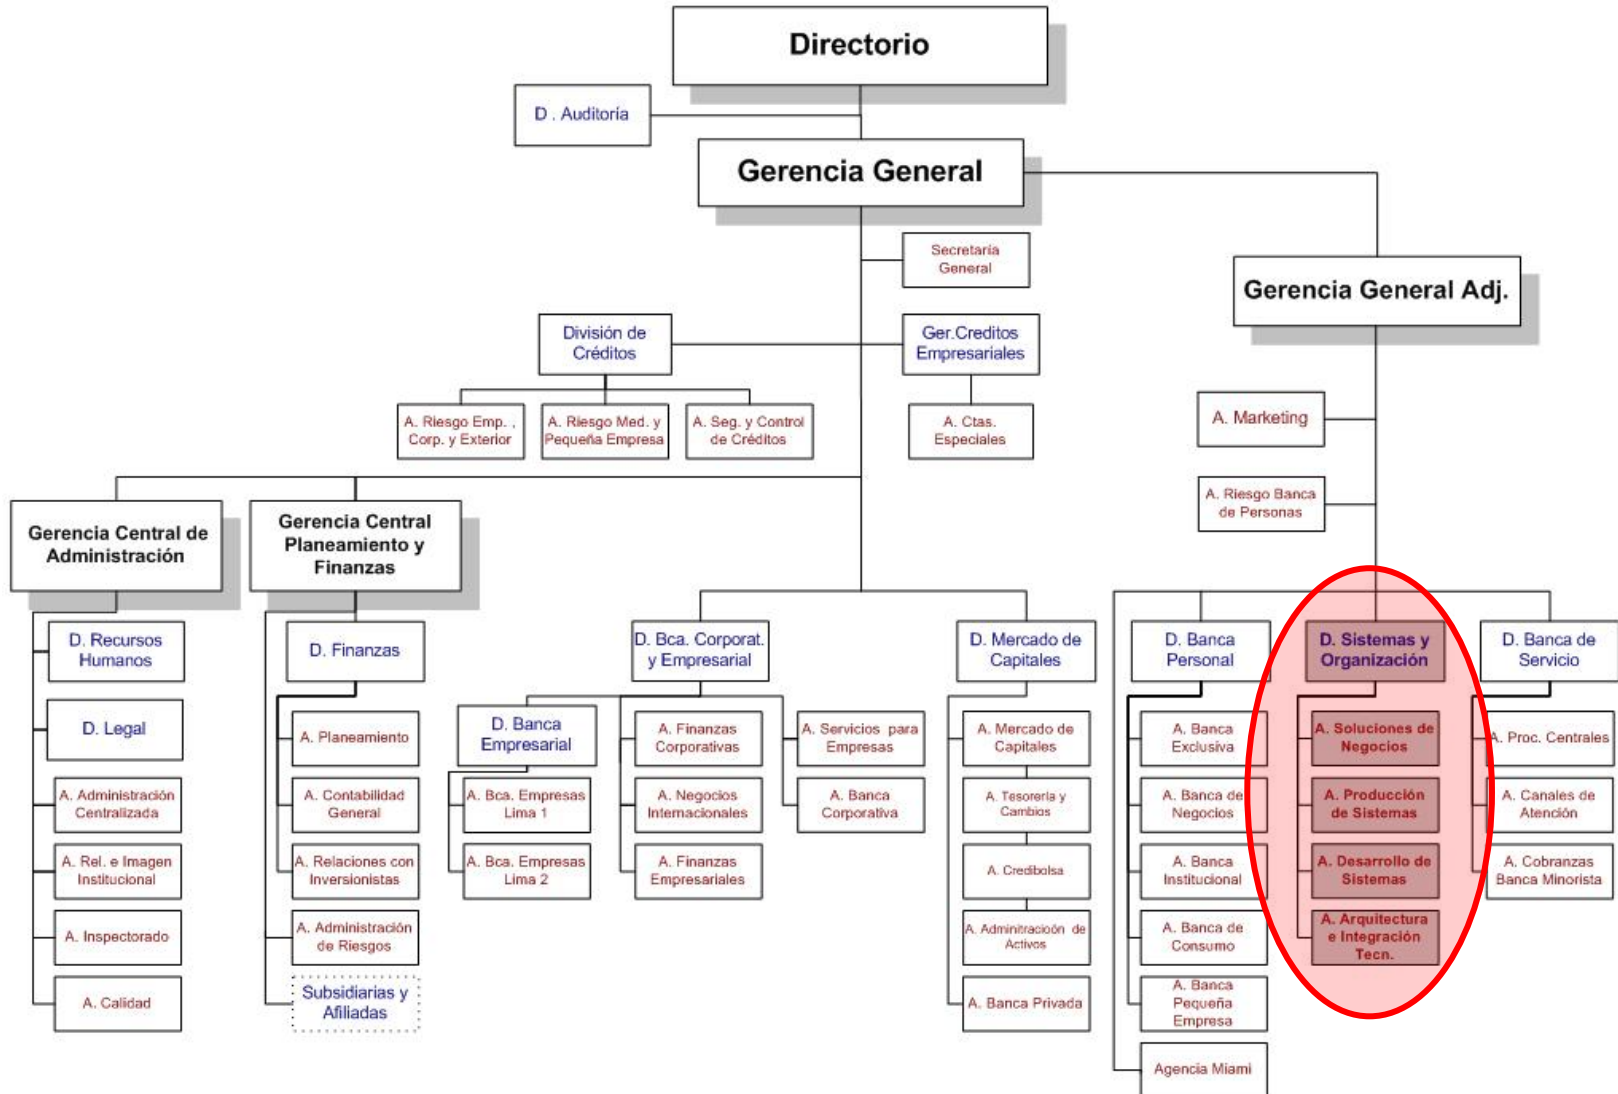 Directorio
D . Auditoría
Gerencia General
Secretaría
General
Gerencia General Adj.
División de
Créditos
Ger.Creditos
Empresariales
A. Riesgo Emp. ,
Corp. y Exterior
A. Riesgo Med. y
Pequeña Empresa
A. Seg. y Control
de Créditos
A. Ctas.
Especiales
A. Marketing
A. Riesgo Banca
de Personas
Gerencia Central de
Administración
Gerencia Central
Planeamiento y
Finanzas
D. Recursos
Humanos
D. Legal
A. Administración
Centralizada
A. Rel. e Imagen
Institucional
A. Inspectorado
A. Calidad
D. Finanzas
A. Planeamiento
A. Contabilidad
General
A. Relaciones con
Inversionistas
A. Administración
de Riesgos
Subsidiarias y
Afiliadas
D. Bca. Corporat.
y Empresarial
D. Banca
Empresarial
A. Bca. Empresas
Lima 1
A. Bca. Empresas
Lima 2
A. Finanzas
Corporativas
A. Negocios
Internacionales
A. Finanzas
Empresariales
A. Servicios para
Empresas
A. Banca
Corporativa
D. Mercado de
Capitales
A. Mercado de
Capitales
A. Tesorería y
Cambios
A. Credibolsa
A. Adminitracioón de
Activos
A. Banca Privada
D. Banca
Personal
A. Banca
Exclusiva
A. Banca de
Negocios
A. Banca
Institucional
A. Banca de
Consumo
A. Banca
Pequeña
Empresa
Agencia Miami
D. Sistemas y
Organización
A. Soluciones de
Negocios
A. Producción
de Sistemas
A. Desarrollo de
Sistemas
A. Arquitectura
e Integración
Tecn.
D. Banca de
Servicio
A. Proc. Centrales
A. Canales de
Atención
A. Cobranzas
Banca Minorista